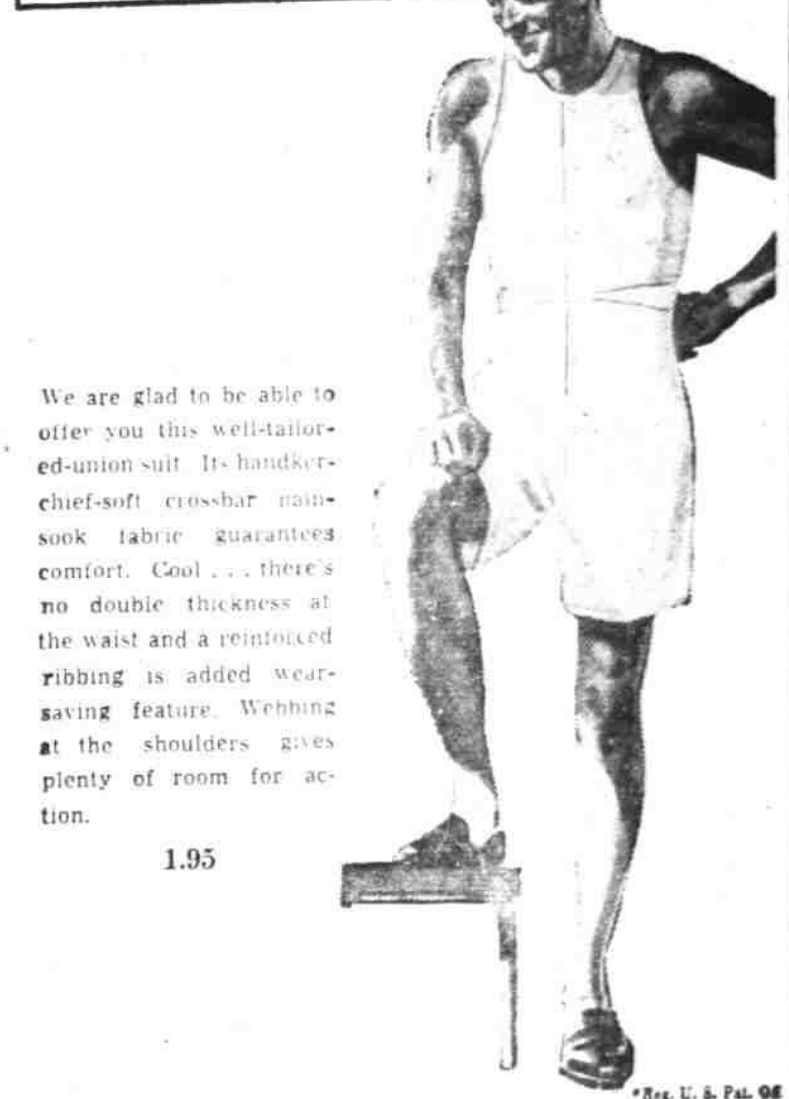 We are glad to be able to
offer you this well-tailor-
ed-union suit. Its handker-
chief-soft crossbar nain-
sook fabric guarantees
comfort. Cool . . . there's
no double thickness at
the waist and a reinforced
ribbing is added wear-
saving feature. Webbing
at the shoulders gives
plenty of room for ac-
tion.
1.95
*Reg. U. S. Pat. Off